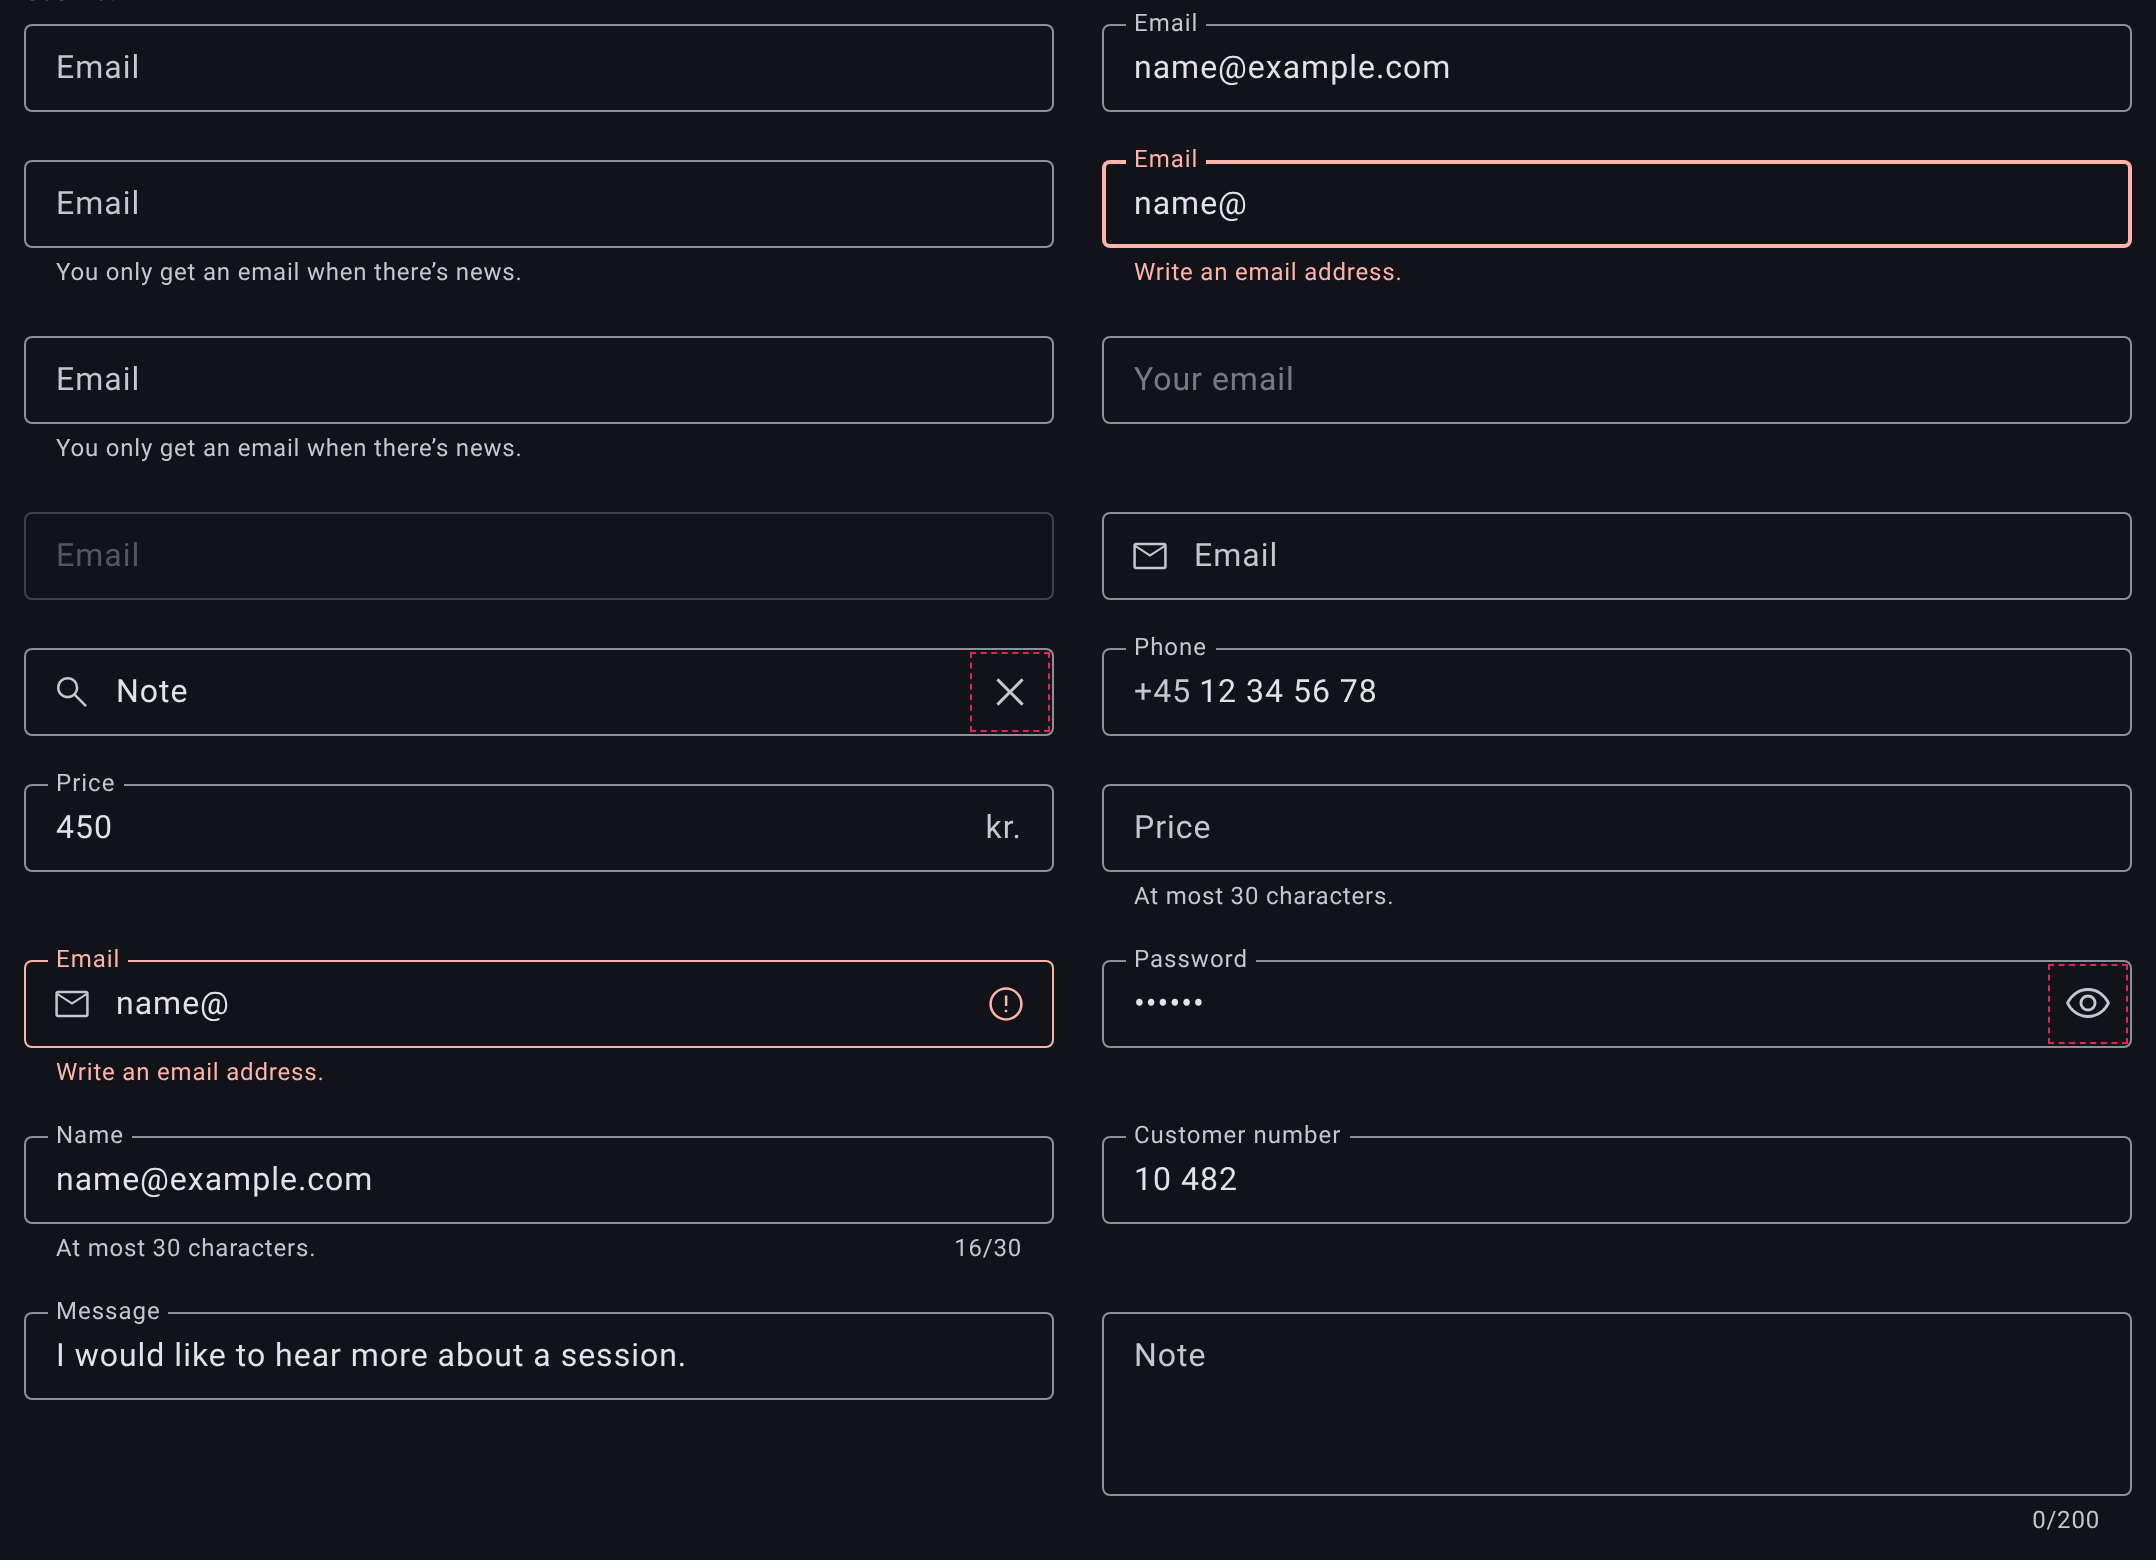 Email
Email
name@example.com
Email
You only get an email when there’s news.
Email
name@
Write an email address.
Email
You only get an email when there’s news.
Your email
Email
Email
Note
Phone
+45 12 34 56 78
Price
450 kr.
Price
At most 30 characters.
Email
name@
Write an email address.
Password
••••••
Name
name@example.com
At most 30 characters. 16/30
Customer number
10 482
Message
I would like to hear more about a session.
Note
0/200